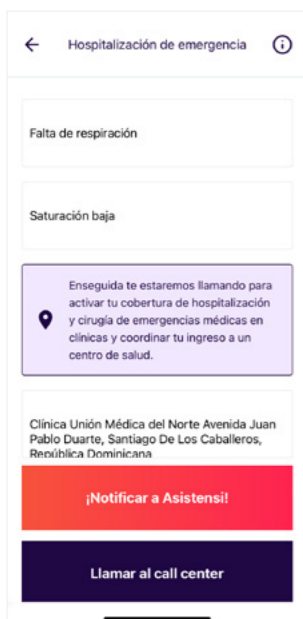 Hospitalización de emergencia
Falta de respiración
Saturación baja
Enseguida te estaremos llamando para
activar tu cobertura de hospitalización
y cirugía de emergencias médicas en
clínicas y coordinar tu ingreso a un
centro de salud.
Clínica Unión Médica del Norte Avenida Juan
Pablo Duarte, Santiago De Los Caballeros,
República Dominicana
¡Notificar a Asistensi!
Llamar al call center